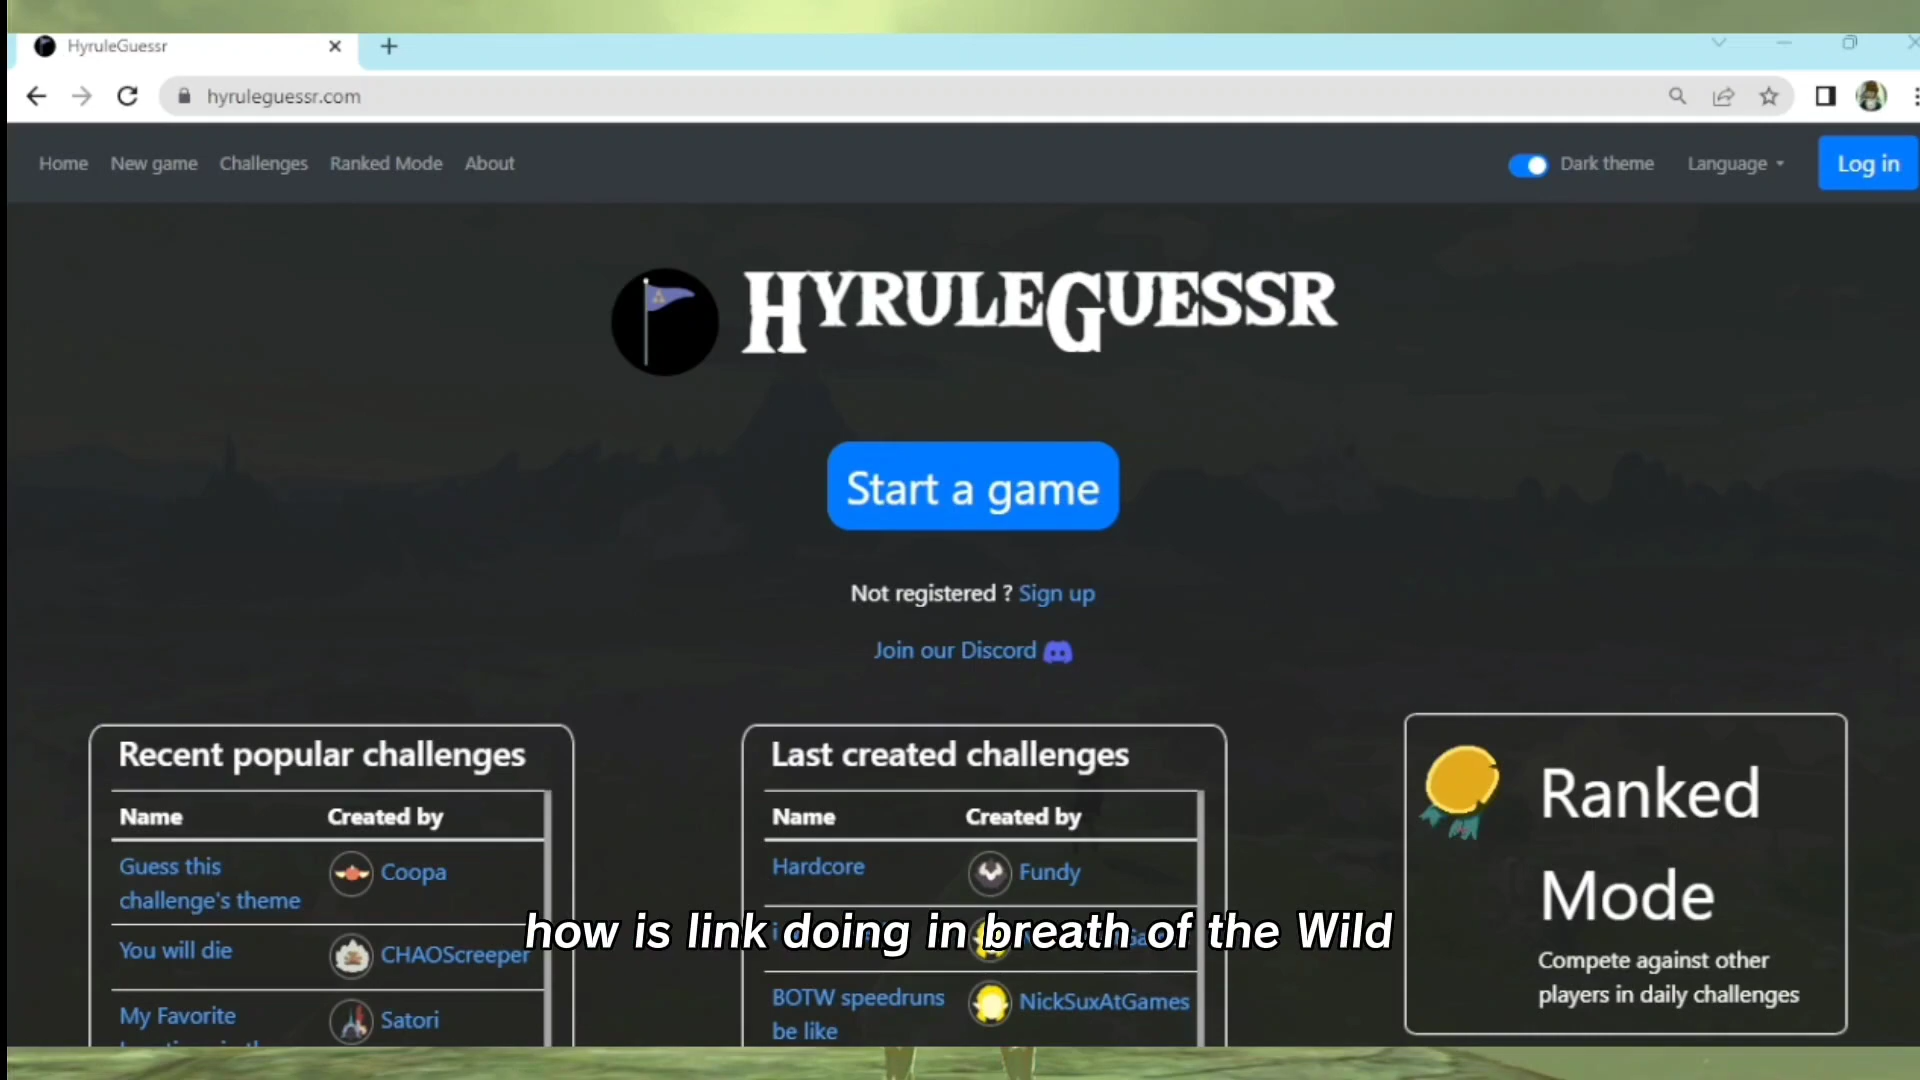 HyruleGuessr
hyruleguessr.com
Home New game Challenges Ranked Mode About Dark theme Language Log in
HYRULEGUESSR
Start a game
Not registered ? Sign up
Join our Discord
Recent popular challenges
Name Created by
Guess this
challenge's theme
Coopa
You will die CHAOScreeper
My Favorite
Satori
Last created challenges
Name Created by
Hardcore Fundy
BOTW speedruns
be like
NickSuxAtGames
Ranked
Mode
Compete against other
players in daily challenges
how is link doing in breath of the Wild